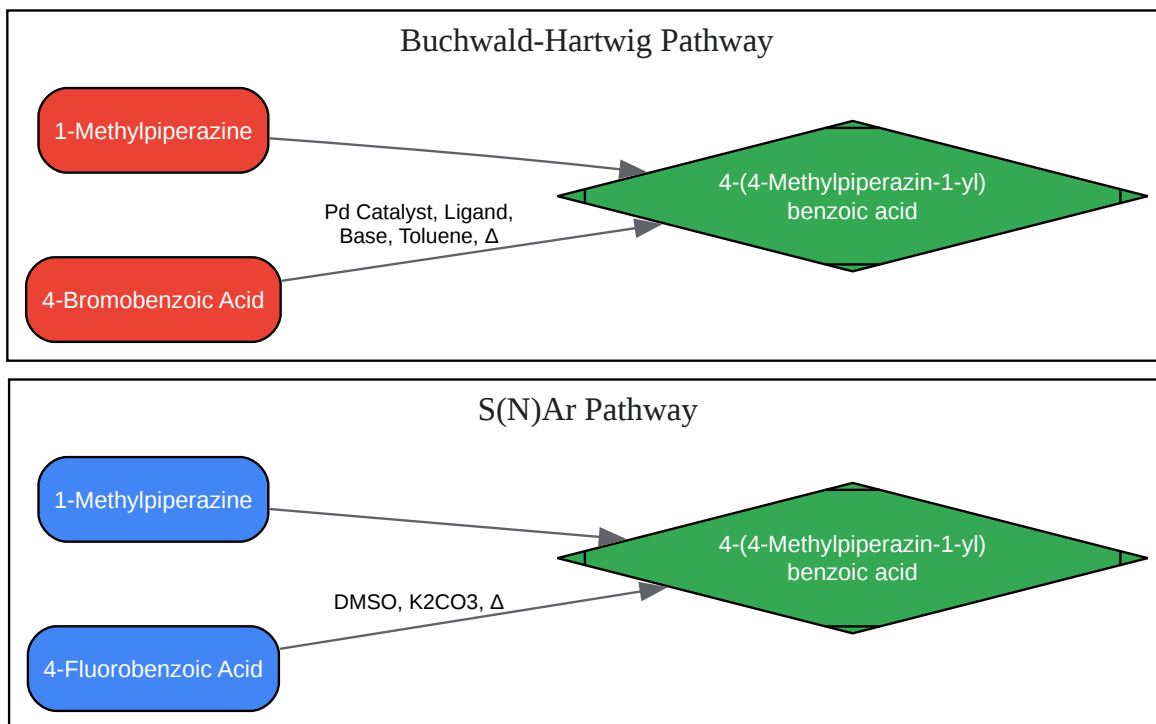 Buchwald-Hartwig Pathway
1-Methylpiperazine
Pd Catalyst, Ligand,
Base, Toluene, Δ
4-Bromobenzoic Acid
4-(4-Methylpiperazin-1-yl)
benzoic acid
S(N)Ar Pathway
1-Methylpiperazine
DMSO, K2CO3, Δ
4-Fluorobenzoic Acid
4-(4-Methylpiperazin-1-yl)
benzoic acid